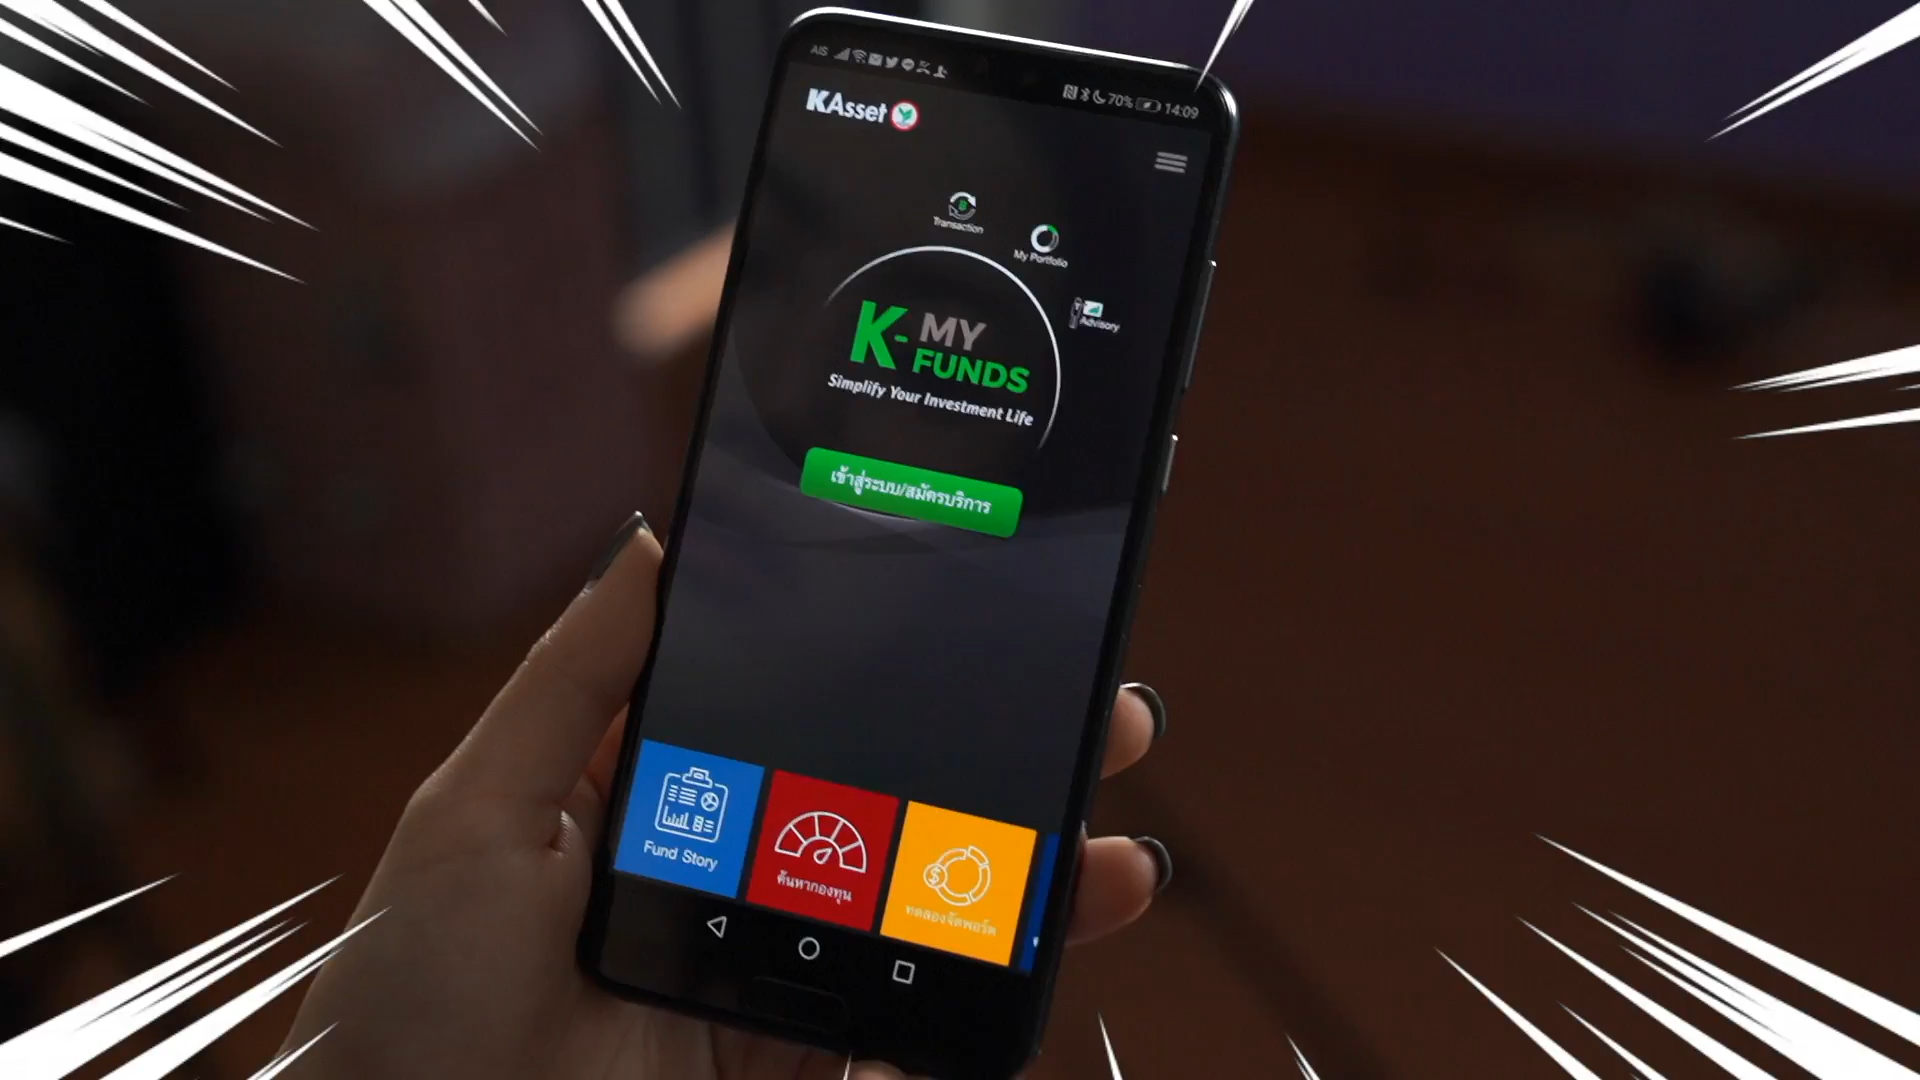 AIS
70% 14:09
KAsset
Transaction
My Portfolio
Advisory
K-MY
FUNDS
Simplify Your Investment Life
เข้าสู่ระบบ/สมัครบริการ
Fund Story
ค้นหากองทุน
ทดลองจัดพอร์ต